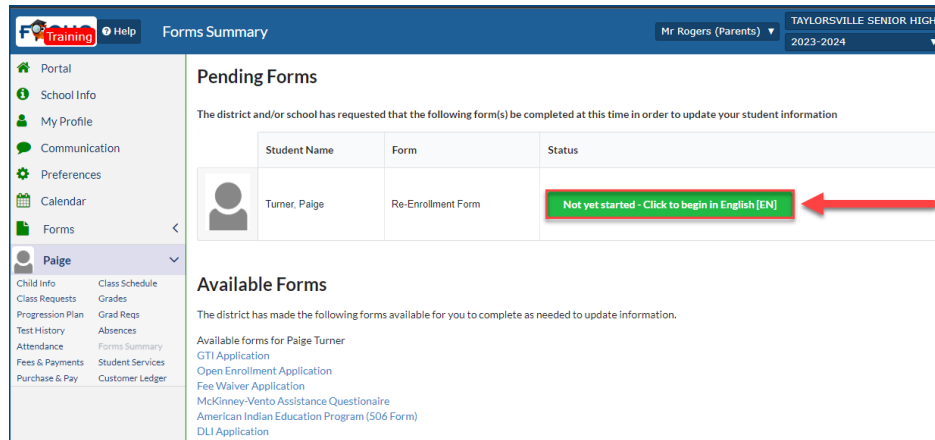 Training
Help
Forms Summary
Mr Rogers (Parents)
TAYLORSVILLE SENIOR HIGH
2023-2024
Portal
School Info
My Profile
Communication
Preferences
Calendar
Forms
Paige
Child Info Class Schedule
Class Requests Grades
Progression Plan Grad Reqs
Test History Absences
Attendance Forms Summary
Fees & Payments Student Services
Purchase & Pay Customer Ledger
Pending Forms
The district and/or school has requested that the following form(s) be completed at this time in order to update your student information
Student Name Form Status
Turner, Paige Re-Enrollment Form Not yet started - Click to begin in English [EN]
Available Forms
The district has made the following forms available for you to complete as needed to update information.
Available forms for Paige Turner
GTI Application
Open Enrollment Application
Fee Waiver Application
McKinney-Vento Assistance Questionaire
American Indian Education Program (506 Form)
DLI Application